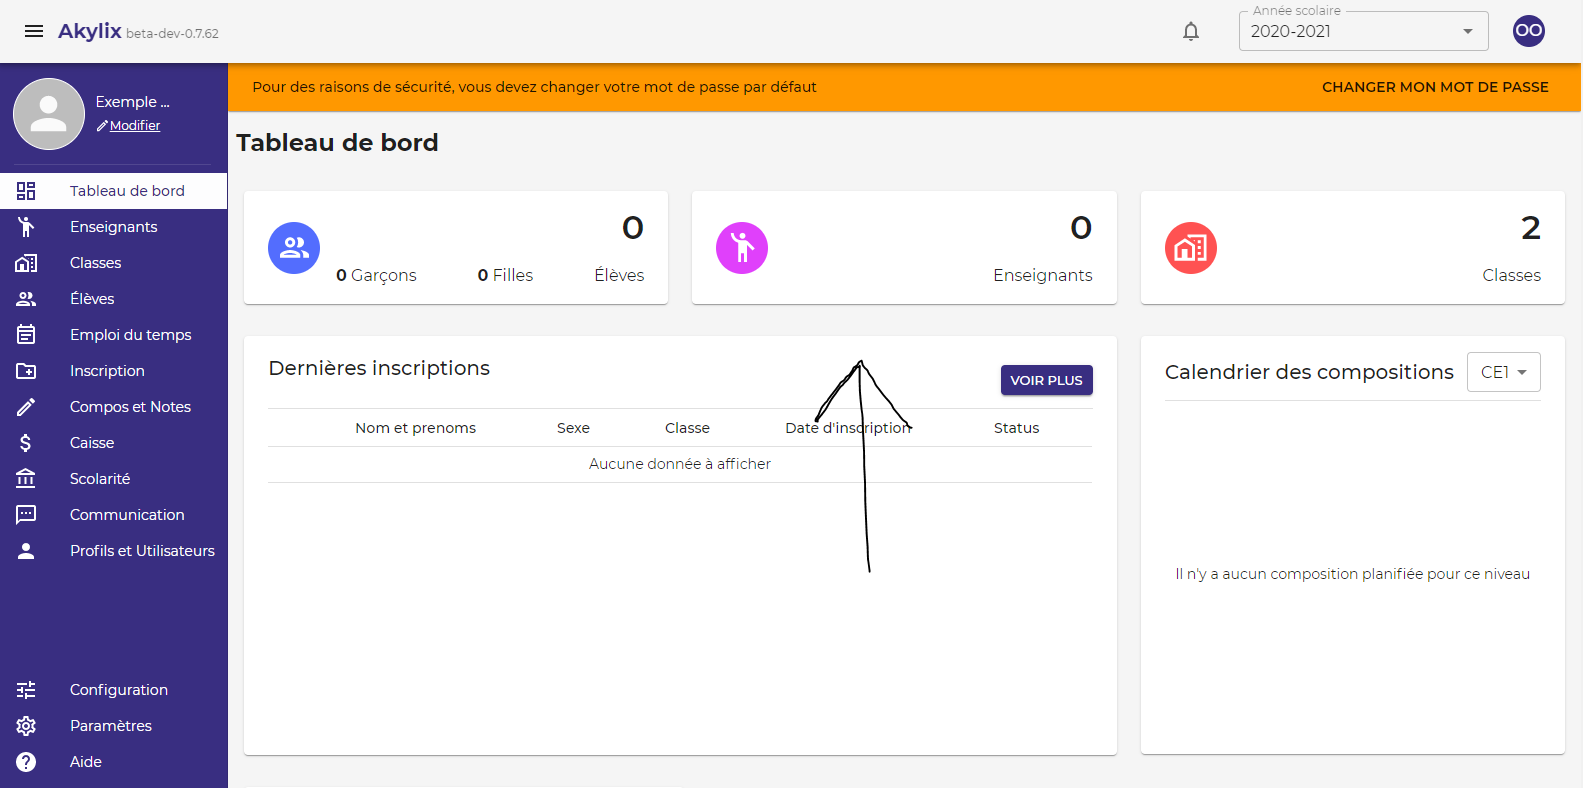 Akylix beta-dev-0.7.62
Année scolaire
2020-2021
OO
Exemple ...
Modifier
Tableau de bord
Enseignants
Classes
Élèves
Emploi du temps
Inscription
Compos et Notes
Caisse
Scolarité
Communication
Profils et Utilisateurs
Configuration
Paramètres
Aide
Pour des raisons de sécurité, vous devez changer votre mot de passe par défaut
CHANGER MON MOT DE PASSE
Tableau de bord
0
0 Garçons 0 Filles Élèves
0
Enseignants
2
Classes
Dernières inscriptions
VOIR PLUS
Nom et prenoms Sexe Classe Date d'inscription Status
Aucune donnée à afficher
Calendrier des compositions
CE1
Il n'y a aucun composition planifiée pour ce niveau